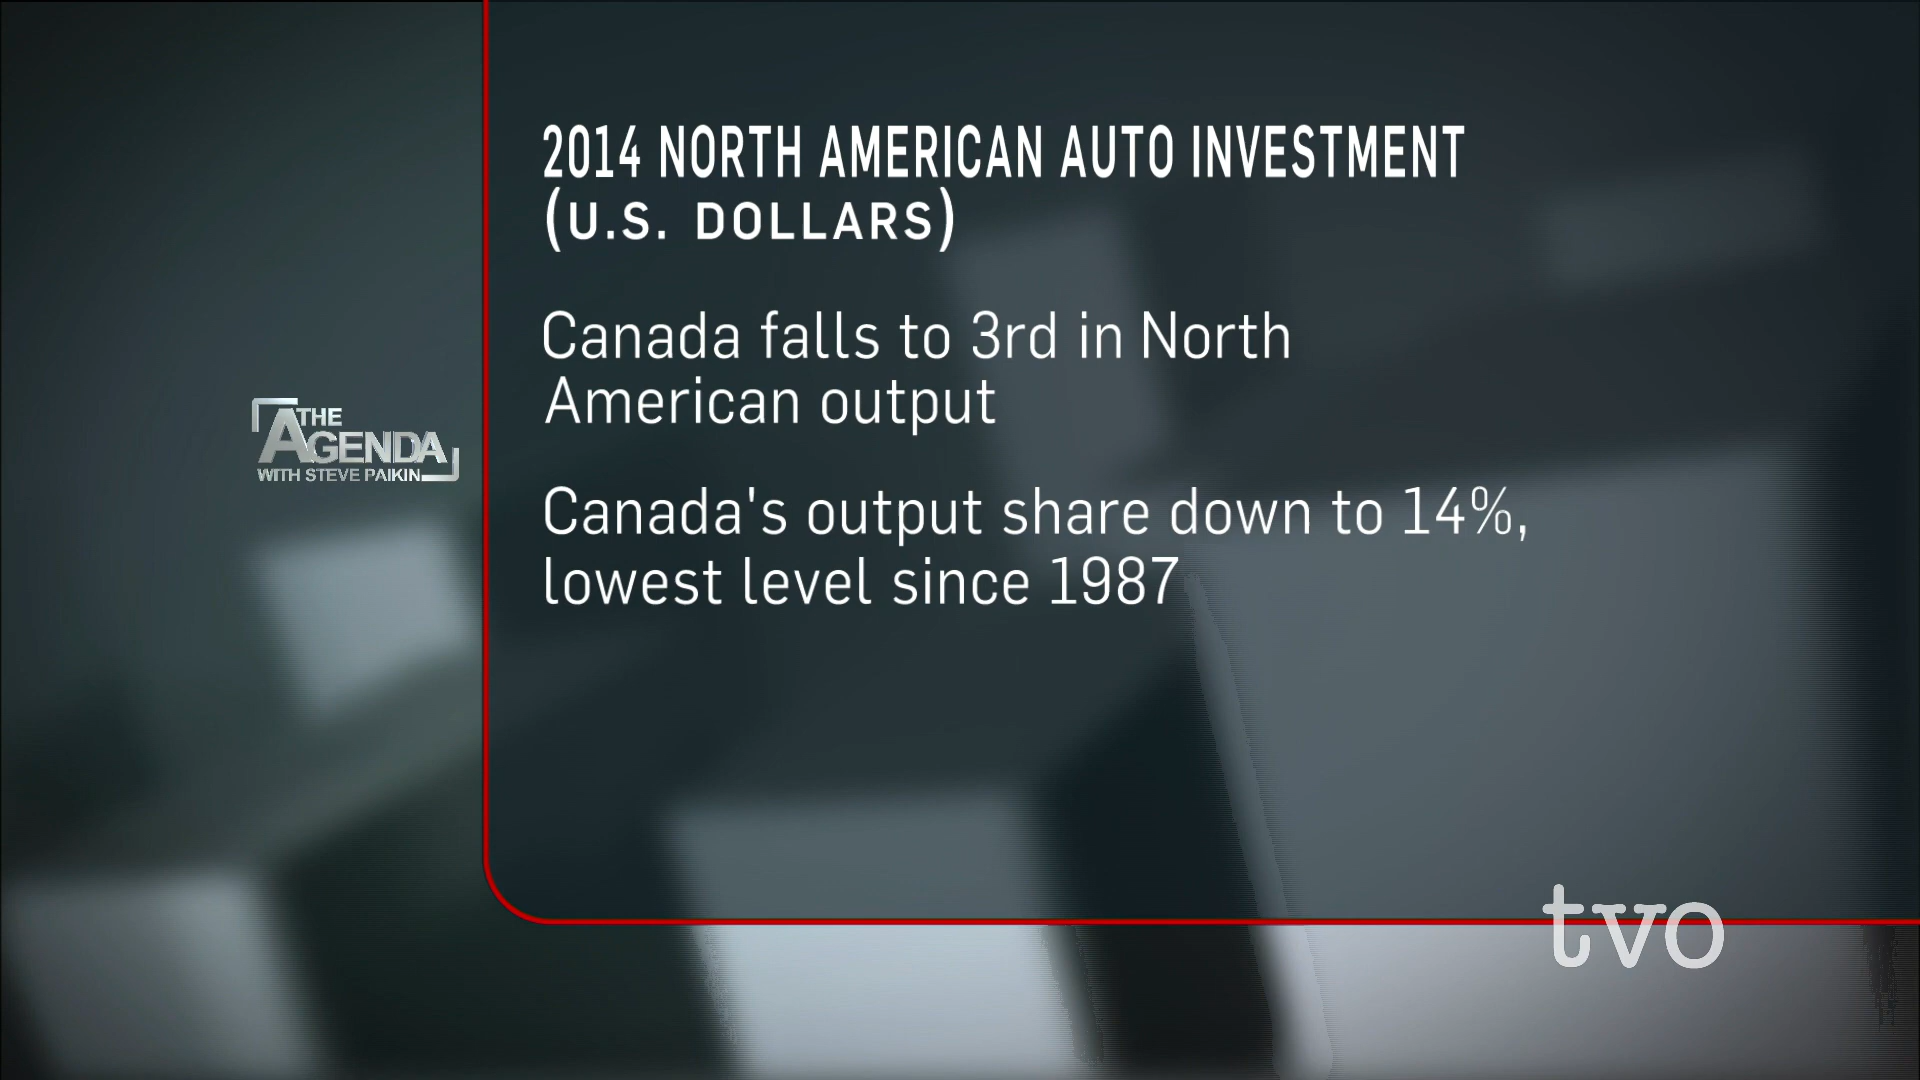 2014 NORTH AMERICAN AUTO INVESTMENT
(U.S. DOLLARS)
Canada falls to 3rd in North
American output
Canada's output share down to 14%,
lowest level since 1987
THE
AGENDA
WITH STEVE PAIKIN
tvo